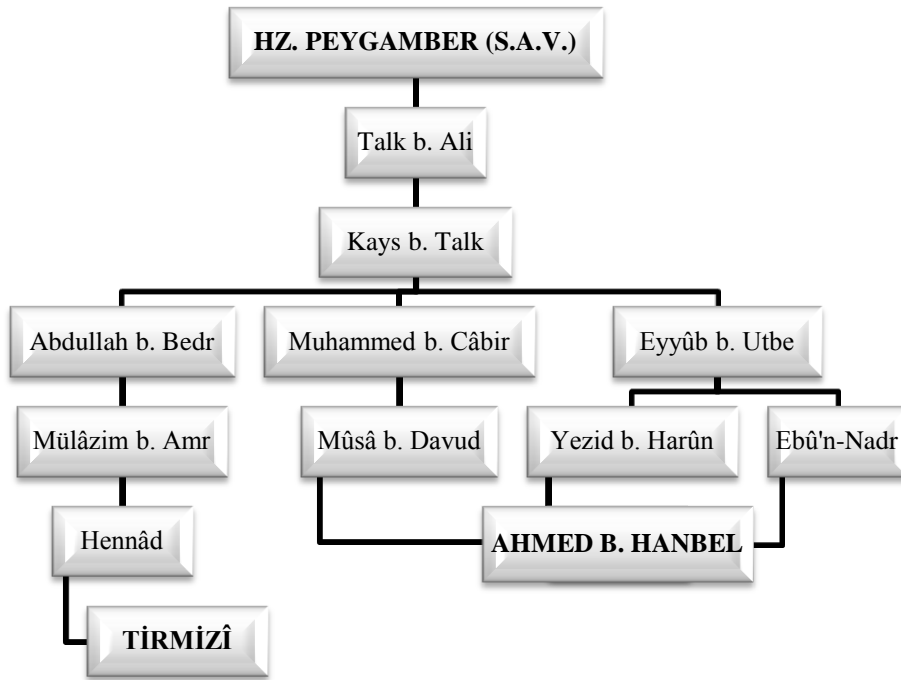 HZ. PEYGAMBER (S.A.V.)
Talk b. Ali
Kays b. Talk
Abdullah b. Bedr
Muhammed b. Câbir
Eyyûb b. Utbe
Mülâzim b. Amr
Mûsâ b. Davud
Yezid b. Harûn
Ebû'n-Nadr
Hennâd
AHMED B. HANBEL
TİRMİZÎ